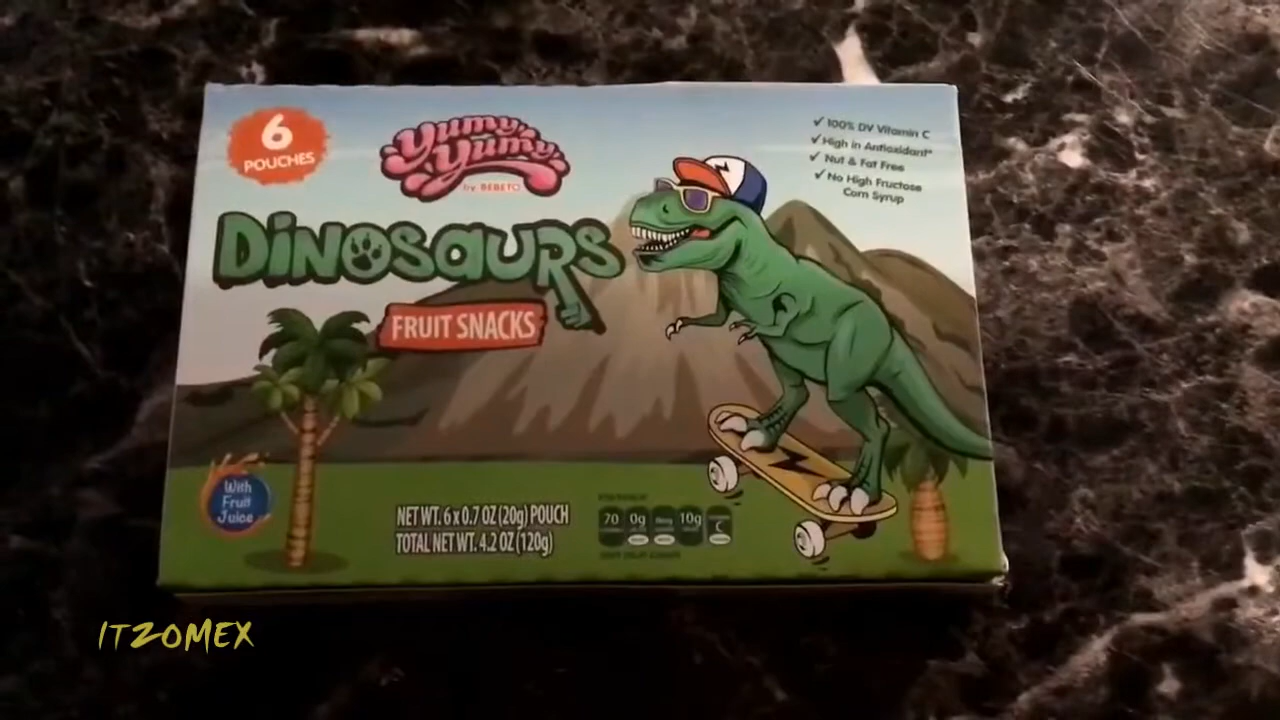 6
POUCHES
Yumy
Yumy
by BEBETO
DINOSAURS
FRUIT SNACKS
✓ 100% DV Vitamin C
✓ High in Antioxidant*
✓ Nut & Fat Free
✓ No High Fructose
Corn Syrup
With
Fruit
Juice
NET WT. 6 x 0.7 OZ (20g) POUCH
TOTAL NET WT. 4.2 OZ (120g)
70 0g 10g
C
ITZOMEX